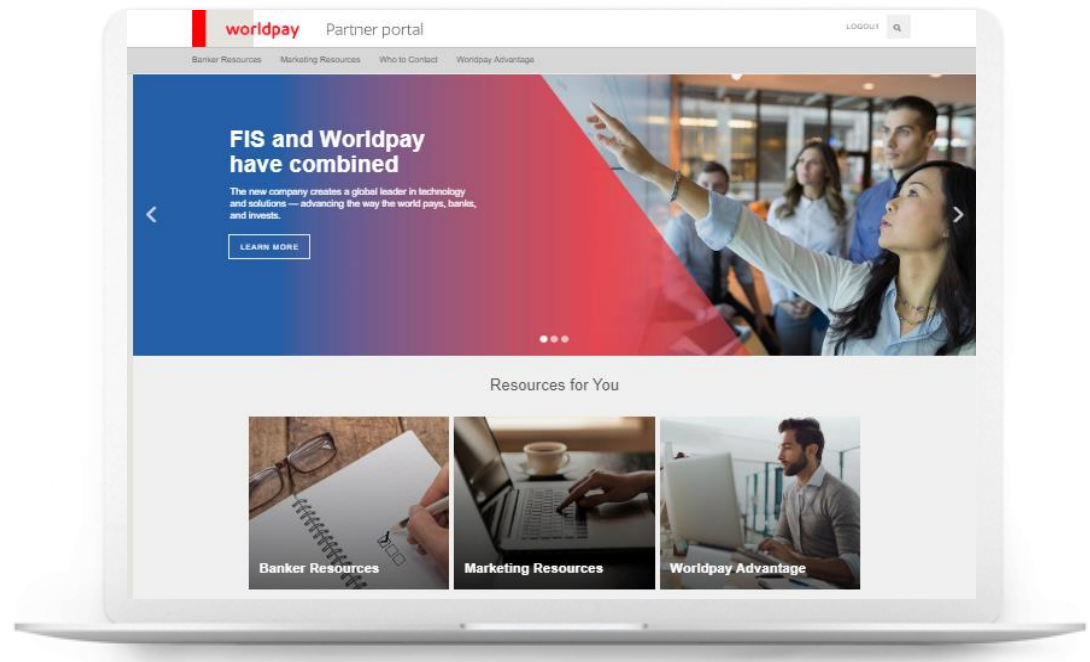 worldpay Partner portal LOGOUT
Banker Resources Marketing Resources Who to Contact Worldpay Advantage
FIS and Worldpay
have combined
The new company creates a global leader in technology
and solutions — advancing the way the world pays, banks,
and invests.
LEARN MORE
Resources for You
Banker Resources Marketing Resources Worldpay Advantage